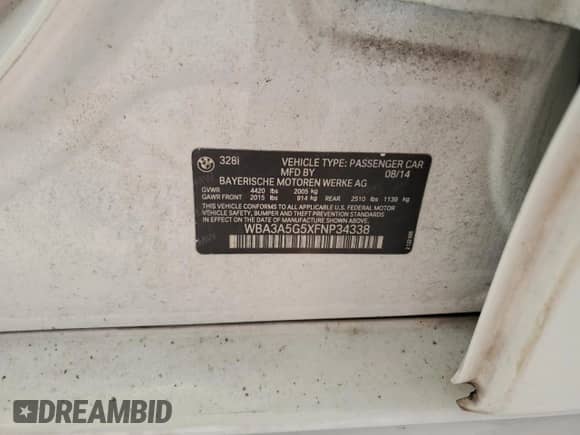 328i VEHICLE TYPE: PASSENGER CAR
MFD BY 08/14
BAYERISCHE MOTOREN WERKE AG
GVWR 4420 lbs 2005 kg
GAWR FRONT 2015 lbs 914 kg REAR 2510 lbs 1139 kg
THIS VEHICLE CONFORMS TO ALL APPLICABLE U.S. FEDERAL MOTOR
VEHICLE SAFETY, BUMPER AND THEFT PREVENTION STANDARDS
IN EFFECT ON THE DATE OF MANUFACTURE SHOWN ABOVE.
WBA3A5G5XFNP34338
DREAMBID